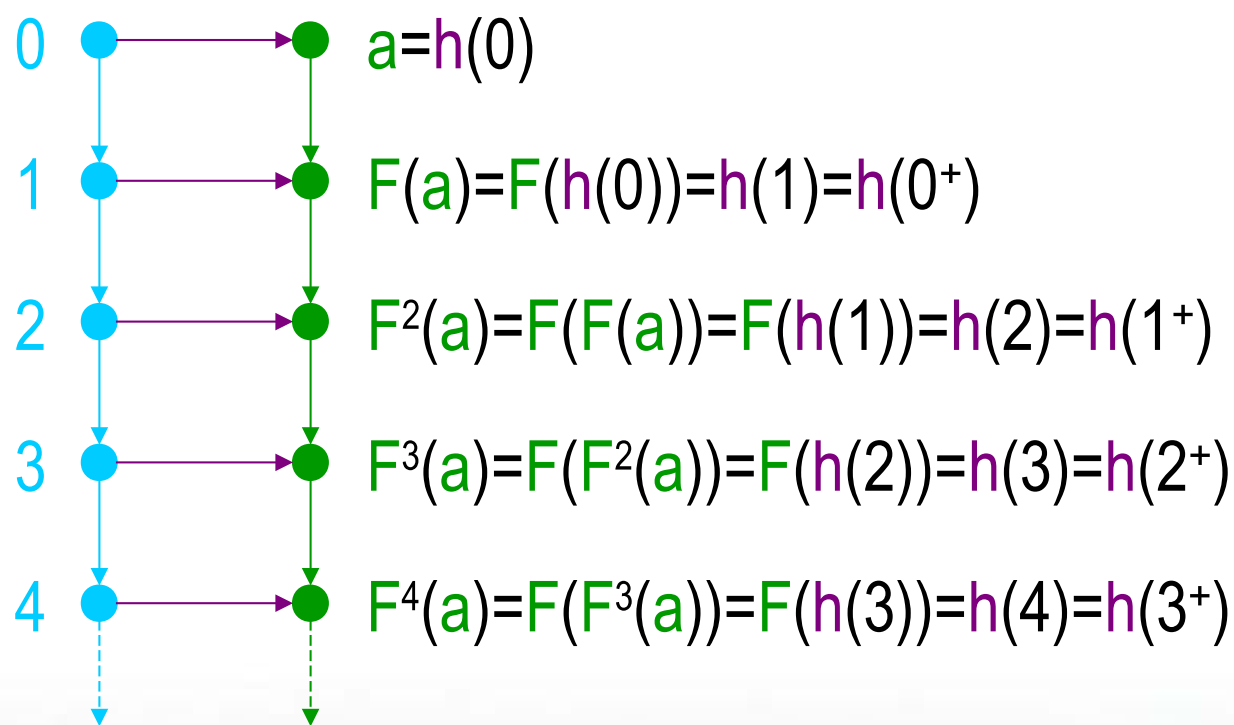 0 a=h(0)
1 F(a)=F(h(0))=h(1)=h(0⁺)
2 F²(a)=F(F(a))=F(h(1))=h(2)=h(1⁺)
3 F³(a)=F(F²(a))=F(h(2))=h(3)=h(2⁺)
4 F⁴(a)=F(F³(a))=F(h(3))=h(4)=h(3⁺)